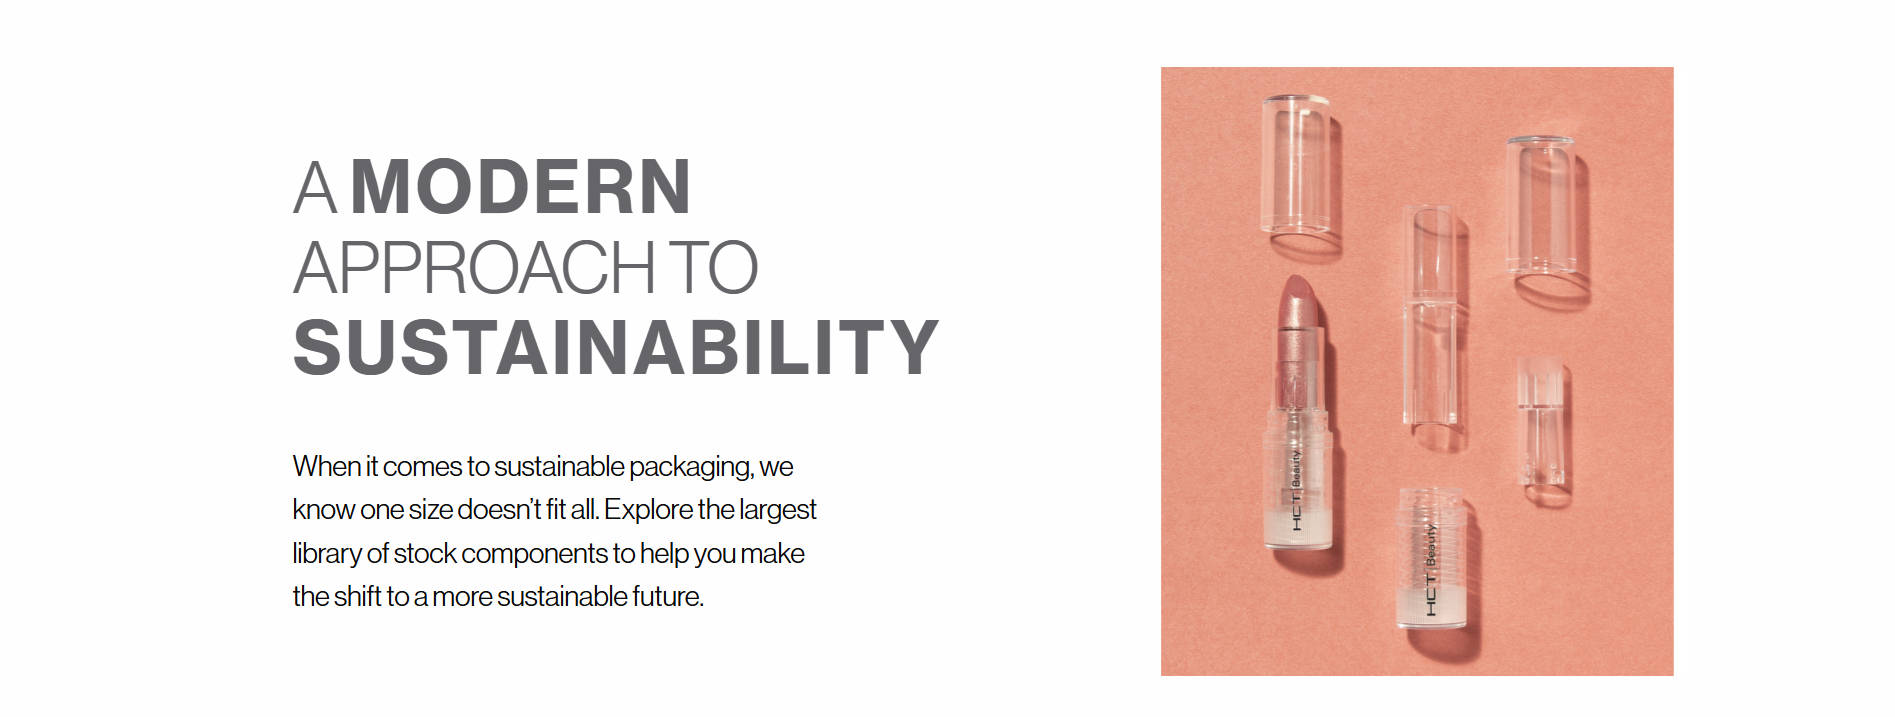 A MODERN
APPROACH TO
SUSTAINABILITY
When it comes to sustainable packaging, we
know one size doesn’t fit all. Explore the largest
library of stock components to help you make
the shift to a more sustainable future.
HCT Beauty
HCT Beauty